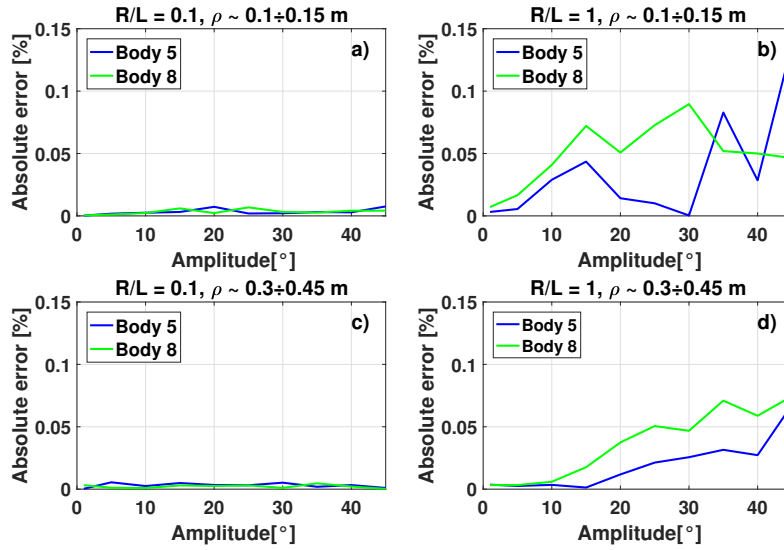 R/L = 0.1, ρ ~ 0.1÷0.15 m
Absolute error [%]
0.15
0.1
0.05
0
Body 5
Body 8
a)
0 10 20 30 40
Amplitude[°]
R/L = 1, ρ ~ 0.1÷0.15 m
Absolute error [%]
0.15
0.1
0.05
0
Body 5
Body 8
b)
0 10 20 30 40
Amplitude[°]
R/L = 0.1, ρ ~ 0.3÷0.45 m
Absolute error [%]
0.15
0.1
0.05
0
Body 5
Body 8
c)
0 10 20 30 40
Amplitude[°]
R/L = 1, ρ ~ 0.3÷0.45 m
Absolute error [%]
0.15
0.1
0.05
0
Body 5
Body 8
d)
0 10 20 30 40
Amplitude[°]